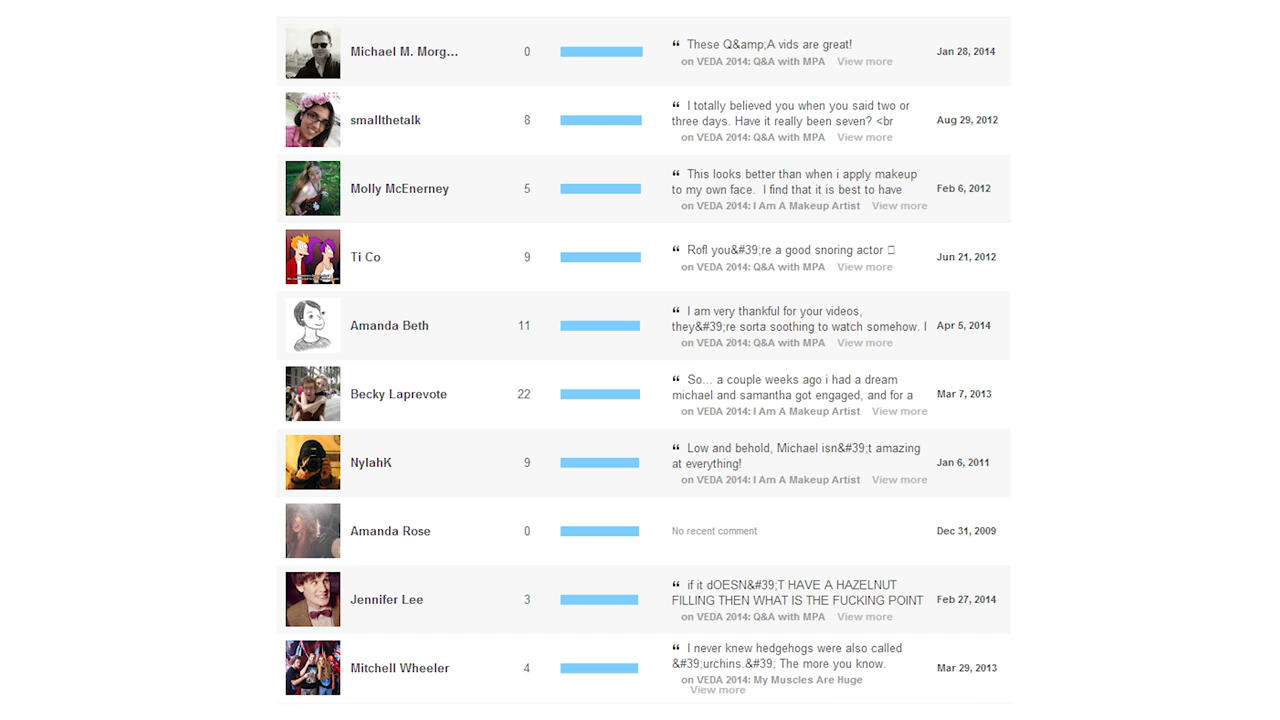 Michael M. Morg...
0
“ These Q&amp;A vids are great!
on VEDA 2014: Q&A with MPA View more
Jan 28, 2014
smallthetalk
8
“ I totally believed you when you said two or
three days. Have it really been seven? <br
on VEDA 2014: Q&A with MPA View more
Aug 29, 2012
Molly McEnerney
5
“ This looks better than when i apply makeup
to my own face. I find that it is best to have
on VEDA 2014: I Am A Makeup Artist View more
Feb 6, 2012
Ti Co
9
“ Rofl you&#39;re a good snoring actor
on VEDA 2014: Q&A with MPA View more
Jun 21, 2012
Amanda Beth
11
“ I am very thankful for your videos,
they&#39;re sorta soothing to watch somehow. I
on VEDA 2014: Q&A with MPA View more
Apr 5, 2014
Becky Laprevote
22
“ So... a couple weeks ago i had a dream
michael and samantha got engaged, and for a
on VEDA 2014: I Am A Makeup Artist View more
Mar 7, 2013
NylahK
9
“ Low and behold, Michael isn&#39;t amazing
at everything!
on VEDA 2014: I Am A Makeup Artist View more
Jan 6, 2011
Amanda Rose
0
No recent comment
Dec 31, 2009
Jennifer Lee
3
“ if it dOESN&#39;T HAVE A HAZELNUT
FILLING THEN WHAT IS THE FUCKING POINT
on VEDA 2014: Q&A with MPA View more
Feb 27, 2014
Mitchell Wheeler
4
“ I never knew hedgehogs were also called
&#39;urchins.&#39; The more you know.
on VEDA 2014: My Muscles Are Huge
View more
Mar 29, 2013